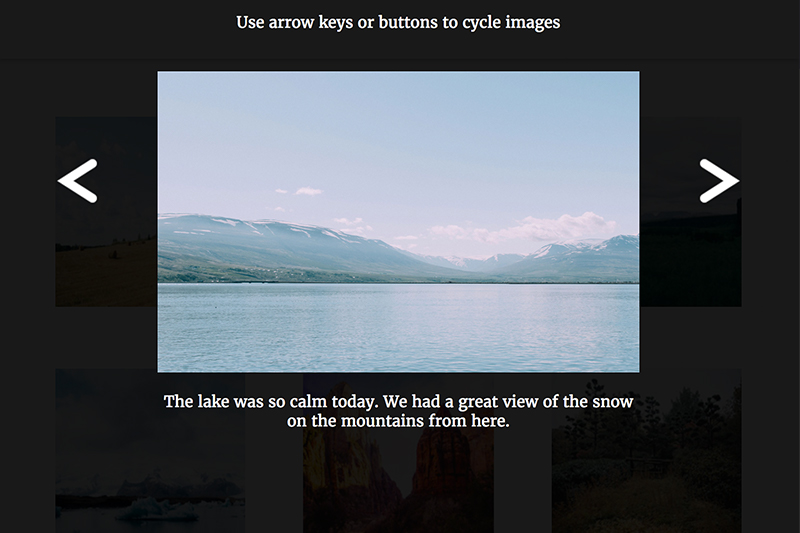 Use arrow keys or buttons to cycle images
The lake was so calm today. We had a great view of the snow
on the mountains from here.